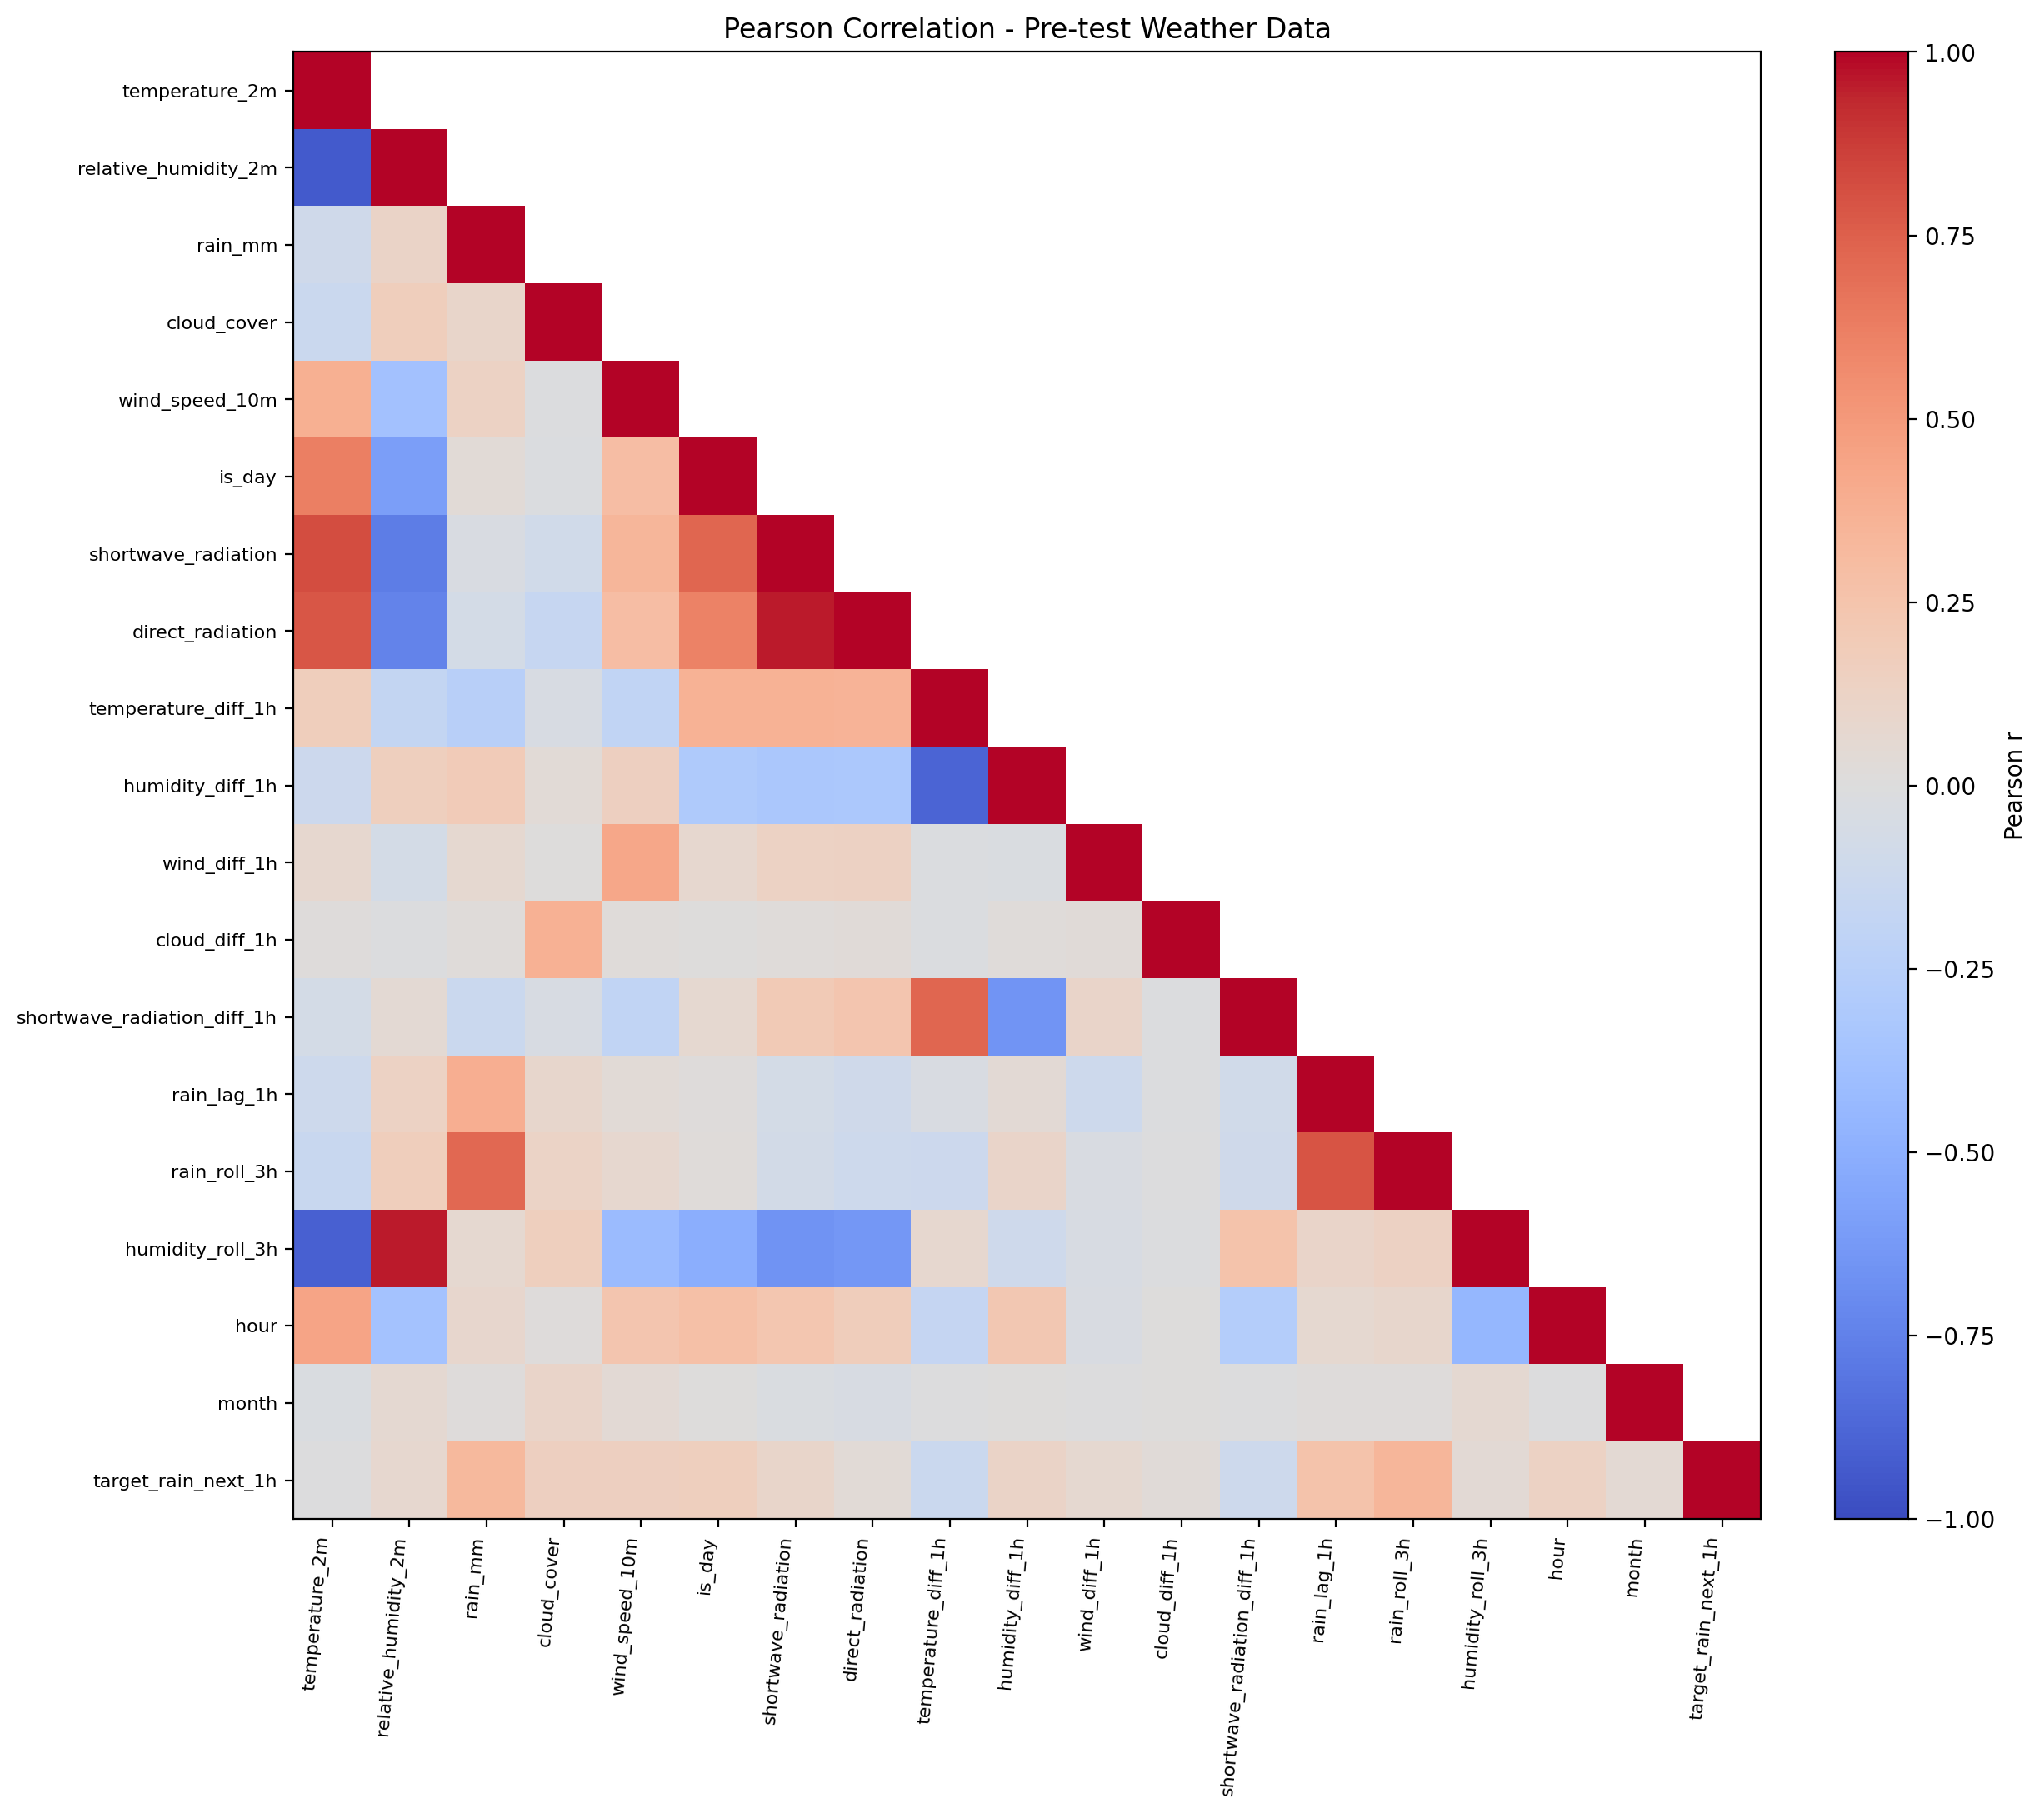 Pearson Correlation - Pre-test Weather Data
temperature_2m
relative_humidity_2m
rain_mm
cloud_cover
wind_speed_10m
is_day
shortwave_radiation
direct_radiation
temperature_diff_1h
humidity_diff_1h
wind_diff_1h
cloud_diff_1h
shortwave_radiation_diff_1h
rain_lag_1h
rain_roll_3h
humidity_roll_3h
hour
month
target_rain_next_1h
temperature_2m
relative_humidity_2m
rain_mm
cloud_cover
wind_speed_10m
is_day
shortwave_radiation
direct_radiation
temperature_diff_1h
humidity_diff_1h
wind_diff_1h
cloud_diff_1h
shortwave_radiation_diff_1h
rain_lag_1h
rain_roll_3h
humidity_roll_3h
hour
month
target_rain_next_1h
1.00
0.75
0.50
0.25
0.00
−0.25
−0.50
−0.75
−1.00
Pearson r